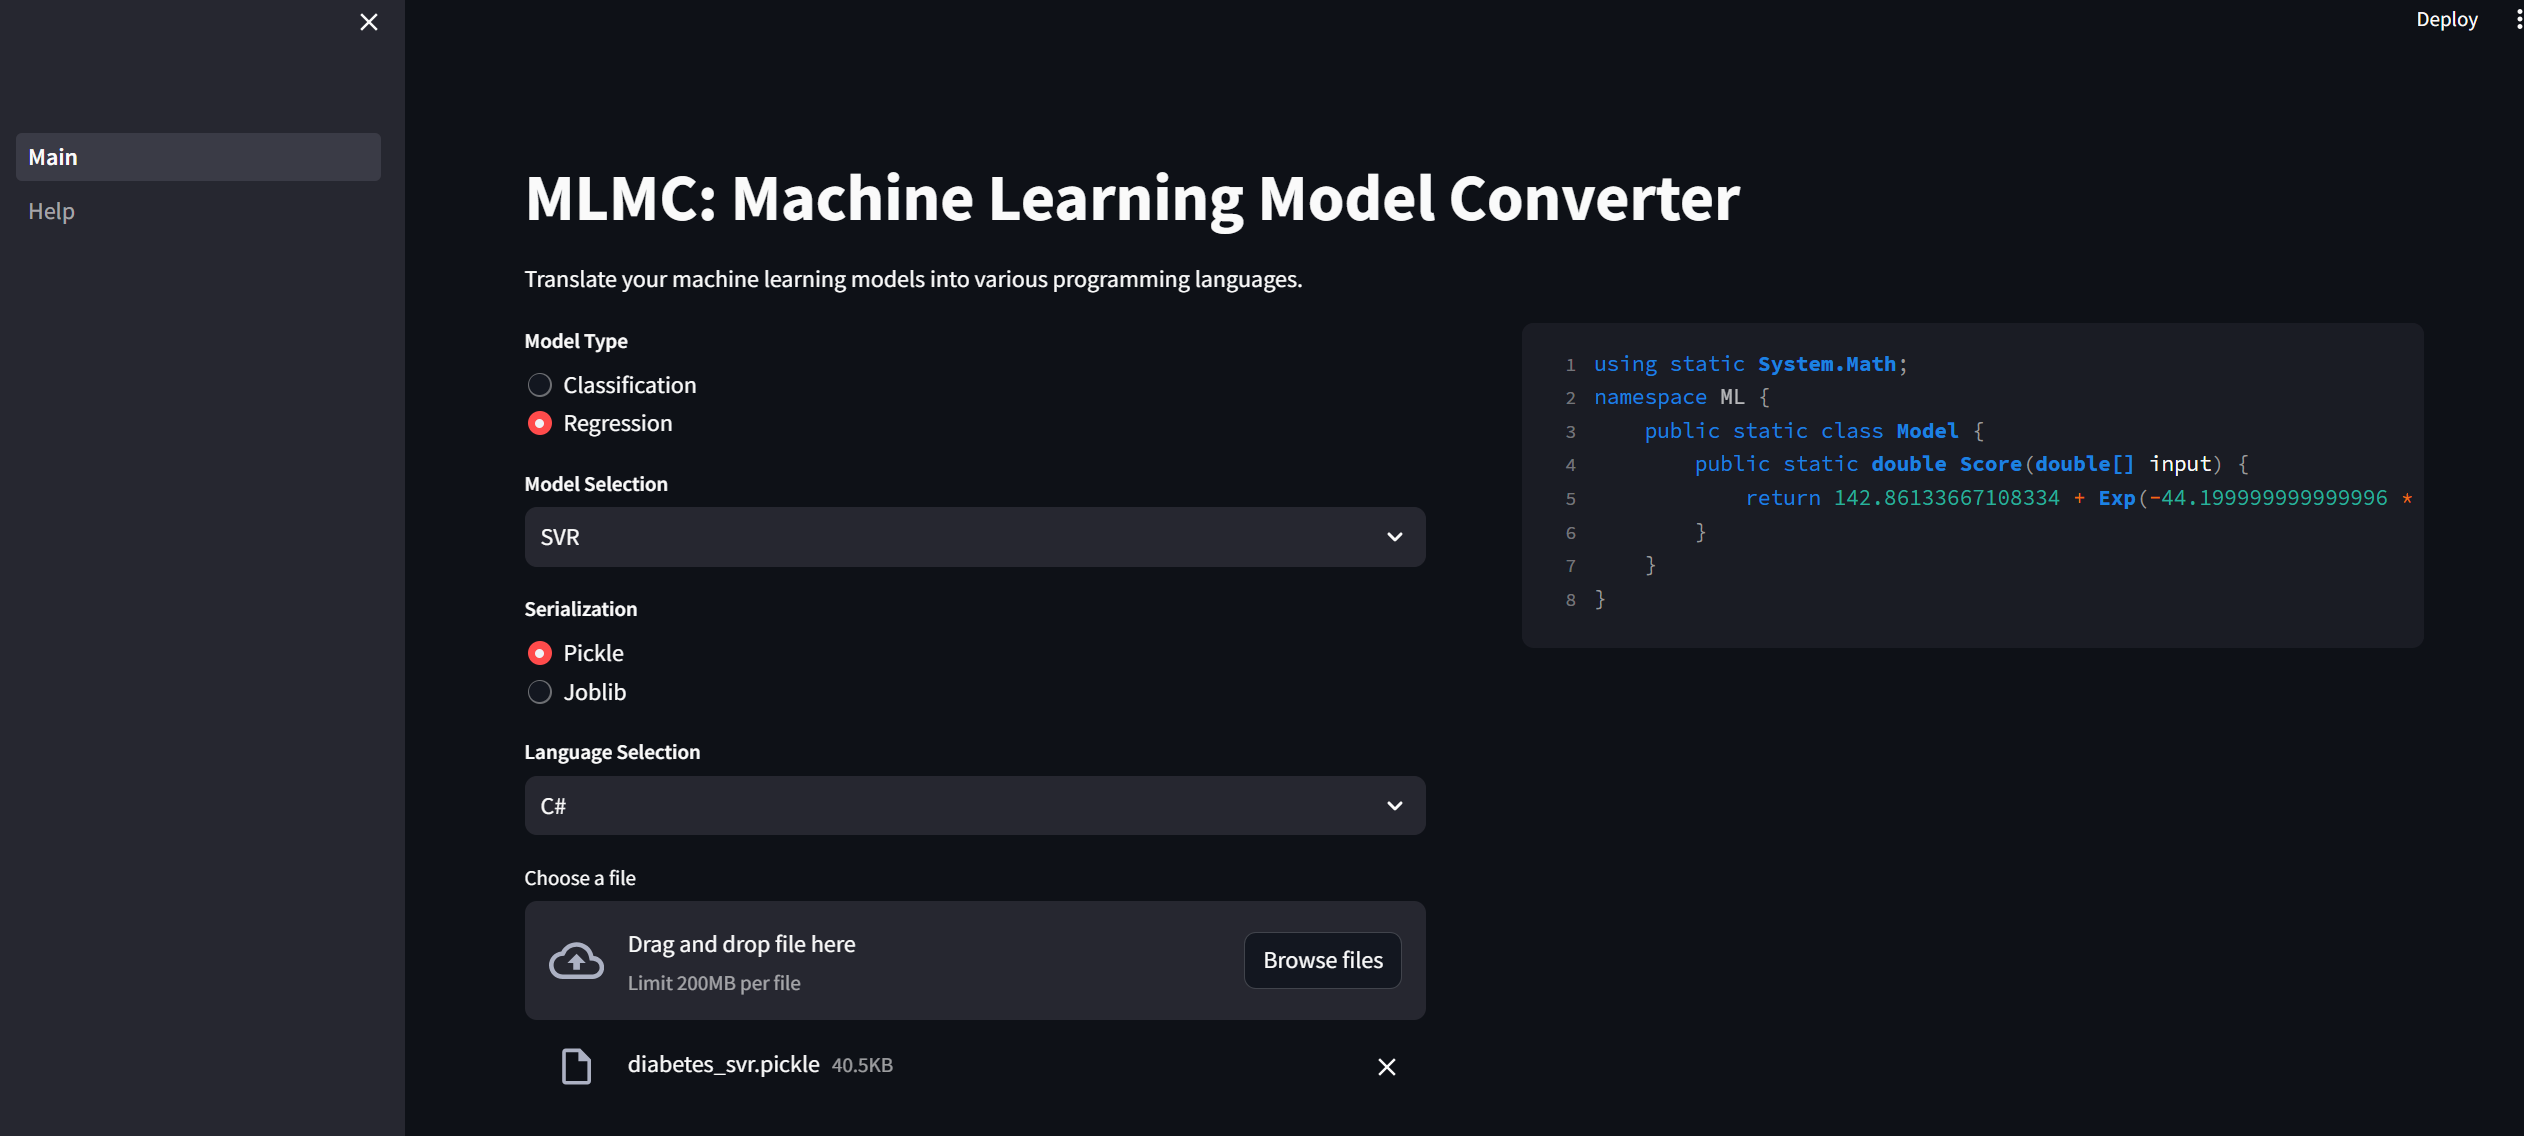 Deploy
Main
Help
MLMC: Machine Learning Model Converter
Translate your machine learning models into various programming languages.
Model Type
Classification
Regression
Model Selection
SVR
Serialization
Pickle
Joblib
Language Selection
C#
Choose a file
Drag and drop file here
Limit 200MB per file
Browse files
diabetes_svr.pickle 40.5KB
1 using static System.Math;
2 namespace ML {
3     public static class Model {
4         public static double Score(double[] input) {
5             return 142.86133667108334 + Exp(-44.199999999999996 *
6         }
7     }
8 }